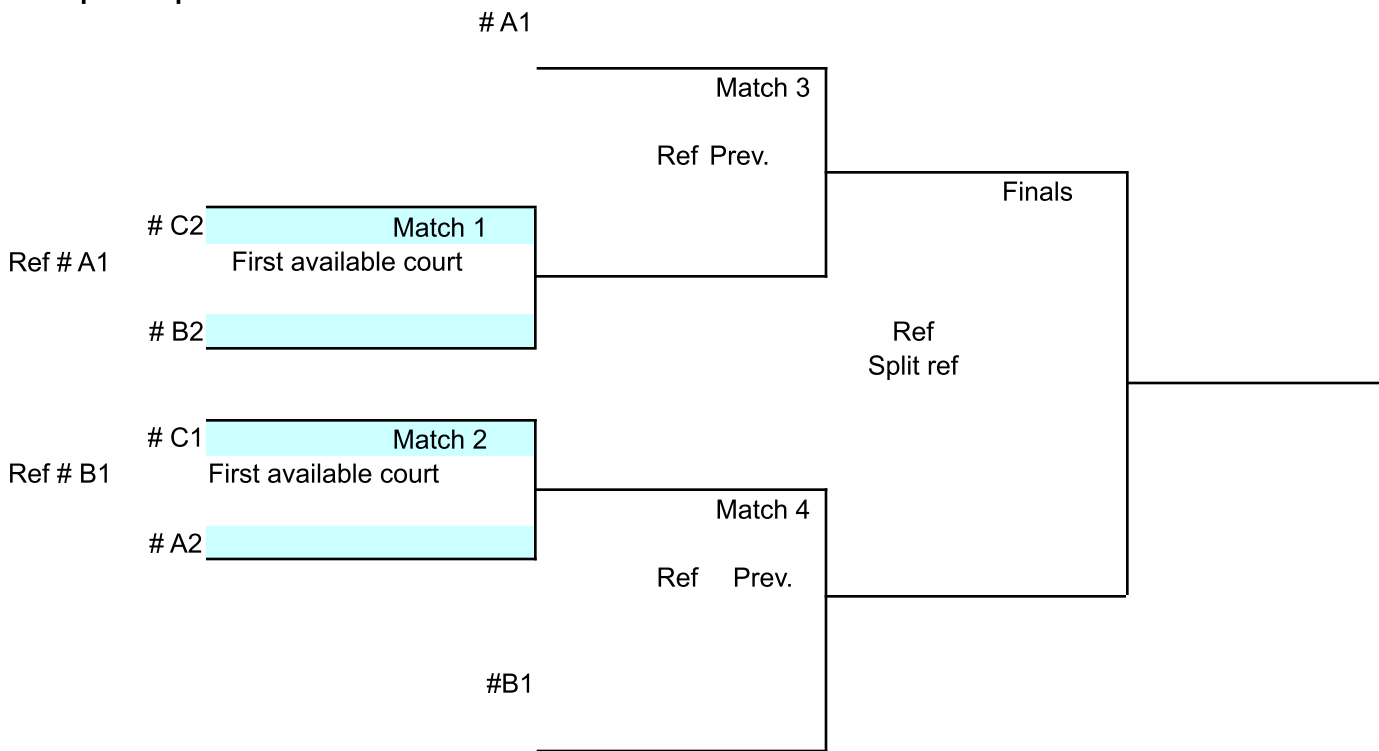 # A1
Match 3
Ref Prev.
Finals
# C2 Match 1
Ref # A1 First available court
# B2
Ref
Split ref
# C1 Match 2
Ref # B1 First available court
Match 4
# A2
Ref Prev.
#B1